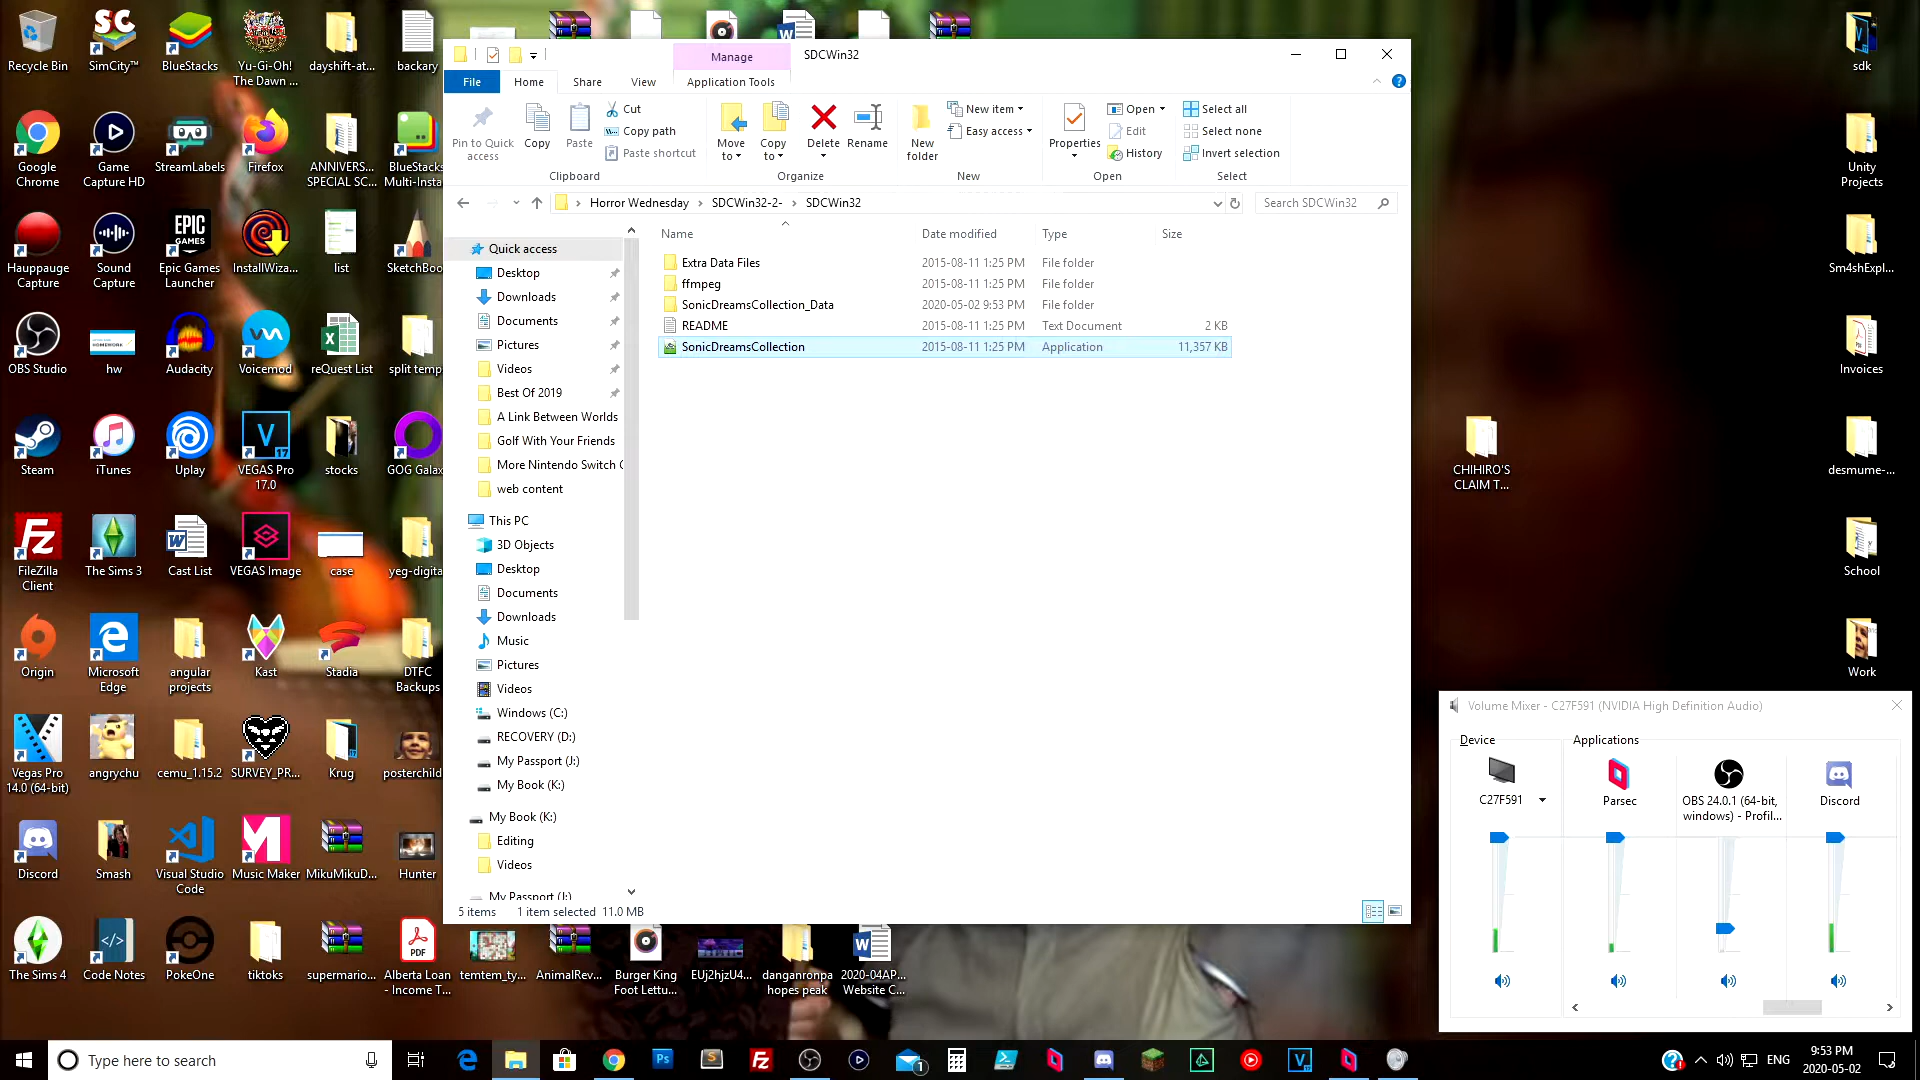 Manage
SDCWin32
File
Home
Share
View
Application Tools
Pin to Quick access
Copy
Paste
Cut
Copy path
Paste shortcut
Clipboard
Move to
Copy to
Delete
Rename
Organize
New folder
New item
Easy access
New
Properties
Open
Edit
History
Open
Select all
Select none
Invert selection
Select
Horror Wednesday
SDCWin32-2-
SDCWin32
Search SDCWin32
Name
Date modified
Type
Size
Extra Data Files 2015-08-11 1:25 PM File folder
ffmpeg 2015-08-11 1:25 PM File folder
SonicDreamsCollection_Data 2020-05-02 9:53 PM File folder
README 2015-08-11 1:25 PM Text Document 2 KB
SonicDreamsCollection 2015-08-11 1:25 PM Application 11,357 KB
Quick access
Desktop
Downloads
Documents
Pictures
Videos
Best Of 2019
A Link Between Worlds
Golf With Your Friends
More Nintendo Switch
web content
This PC
3D Objects
Desktop
Documents
Downloads
Music
Pictures
Videos
Windows (C:)
RECOVERY (D:)
My Passport (J:)
My Book (K:)
My Book (K:)
Editing
Videos
My Passport (J:)
5 items 1 item selected 11.0 MB
Recycle Bin
SimCity™
BlueStacks
Yu-Gi-Oh!
The Dawn ...
dayshift-at...
backary
Google
Chrome
Game
Capture HD
StreamLabels
Firefox
ANNIVERS...
SPECIAL SC...
BlueStacks
Multi-Insta
Hauppauge
Capture
Sound
Capture
EPIC
GAMES
Epic Games
Launcher
InstallWiza...
list
SketchBoo
OBS Studio
hw
Audacity
Voicemod
reQuest List
split temp
Steam
iTunes
Uplay
VEGAS Pro
17.0
stocks
GOG Galax
FileZilla
Client
The Sims 3
Cast List
VEGAS Image
case
yeg-digita
Origin
Microsoft
Edge
angular
projects
Kast
Stadia
DTFC
Backups
Vegas Pro
14.0 (64-bit)
angrychu
cemu_1.15.2
SURVEY_PR...
Krug
posterchild
Discord
Smash
Visual Studio
Code
Music Maker
MikuMikuD...
Hunter
The Sims 4
Code Notes
PokeOne
tiktoks
supermario...
PDF
Alberta Loan
- Income T...
temtem_ty...
AnimalRev...
Burger King
Foot Lettu...
EUj2hjzU4...
danganronpa
hopes peak
2020-04AP...
Website C...
CHIHIRO'S
CLAIM T...
sdk
Unity
Projects
Sm4shExpl...
Invoices
desmume-...
School
Work
Volume Mixer - C27F591 (NVIDIA High Definition Audio)
Device
Applications
C27F591
Parsec
OBS 24.0.1 (64-bit,
windows) - Profil...
Discord
Type here to search
ENG
9:53 PM
2020-05-02